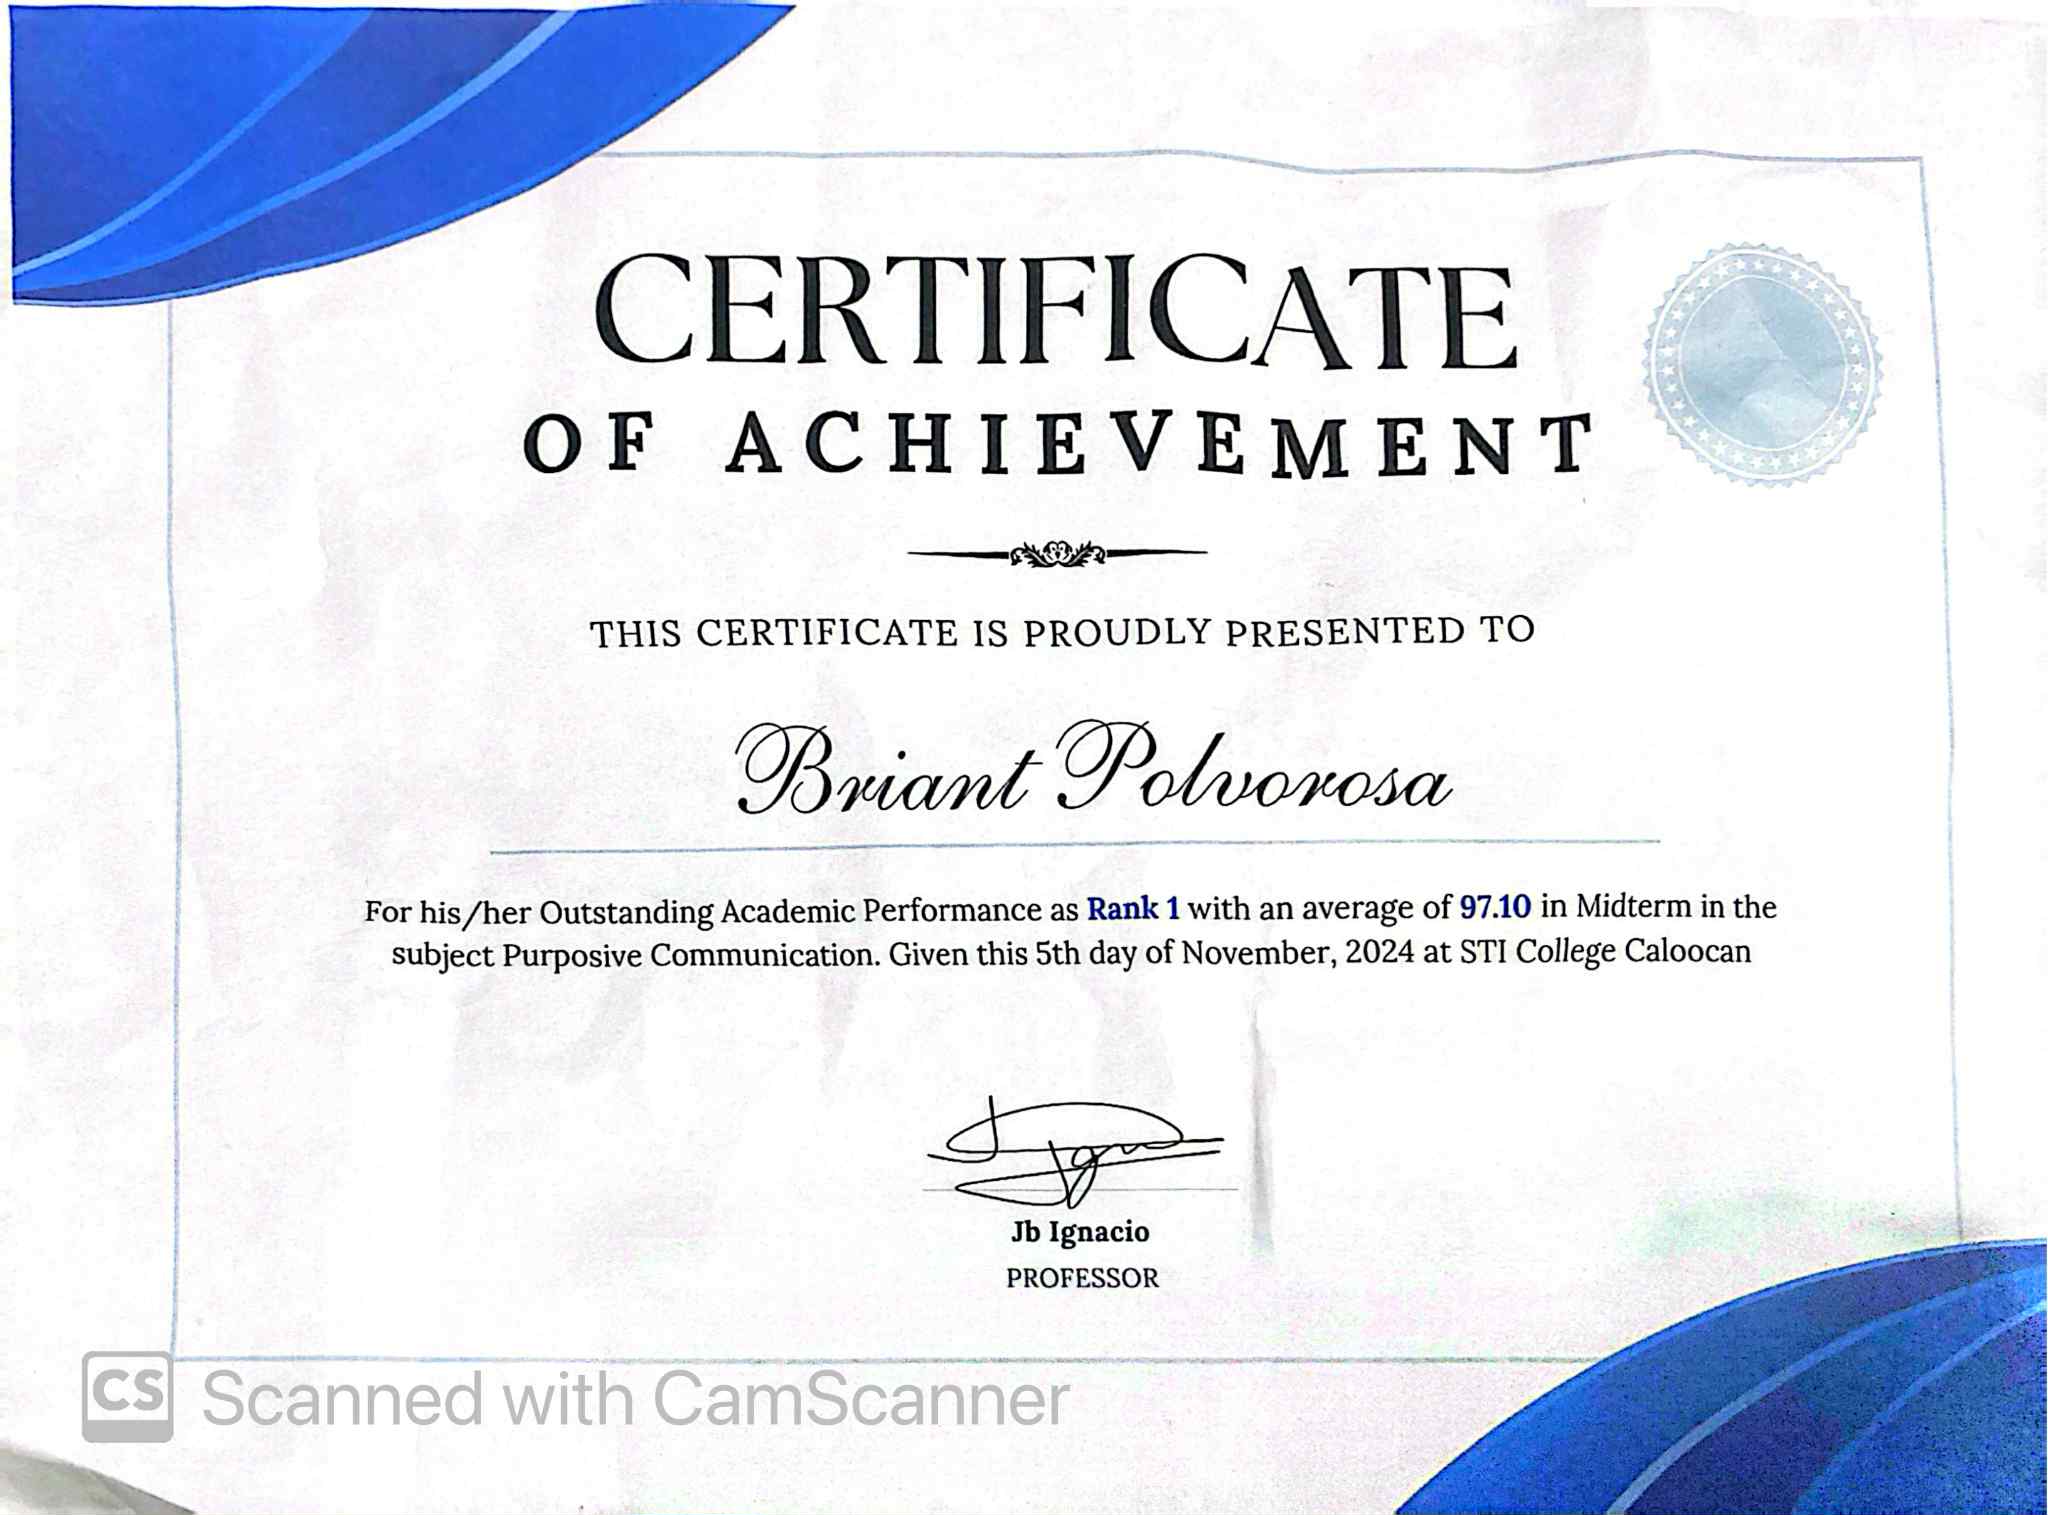 CERTIFICATE
OF ACHIEVEMENT
THIS CERTIFICATE IS PROUDLY PRESENTED TO
Briant Polvorosa
For his/her Outstanding Academic Performance as Rank 1 with an average of 97.10 in Midterm in the
subject Purposive Communication. Given this 5th day of November, 2024 at STI College Caloocan
Jb Ignacio
PROFESSOR
CS Scanned with CamScanner